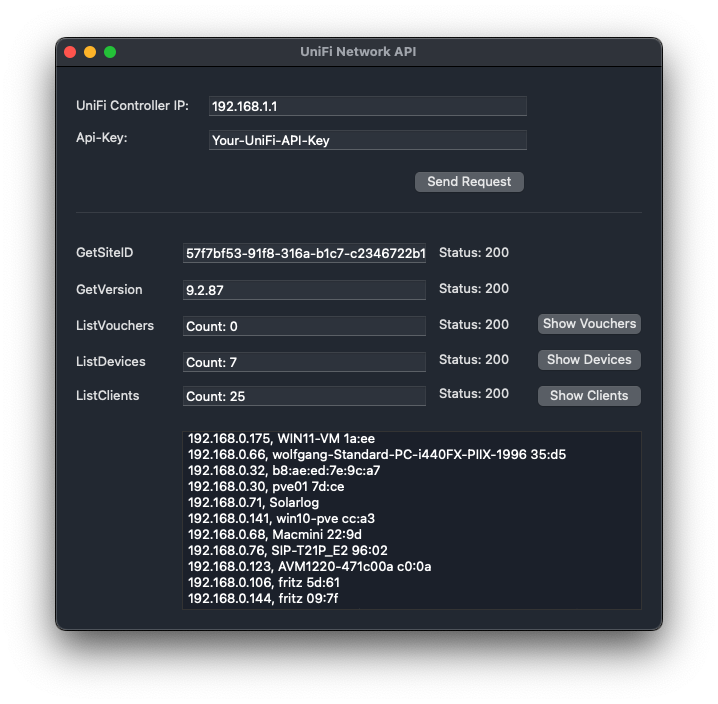 UniFi Network API
UniFi Controller IP: 192.168.1.1
Api-Key: Your-UniFi-API-Key
Send Request
GetSiteID 57f7bf53-91f8-316a-b1c7-c2346722b1 Status: 200
GetVersion 9.2.87 Status: 200
ListVouchers Count: 0 Status: 200 Show Vouchers
ListDevices Count: 7 Status: 200 Show Devices
ListClients Count: 25 Status: 200 Show Clients
192.168.0.175, WIN11-VM 1a:ee
192.168.0.66, wolfgang-Standard-PC-i440FX-PIIX-1996 35:d5
192.168.0.32, b8:ae:ed:7e:9c:a7
192.168.0.30, pve01 7d:ce
192.168.0.71, Solarlog
192.168.0.141, win10-pve cc:a3
192.168.0.68, Macmini 22:9d
192.168.0.76, SIP-T21P_E2 96:02
192.168.0.123, AVM1220-471c00a c0:0a
192.168.0.106, fritz 5d:61
192.168.0.144, fritz 09:7f